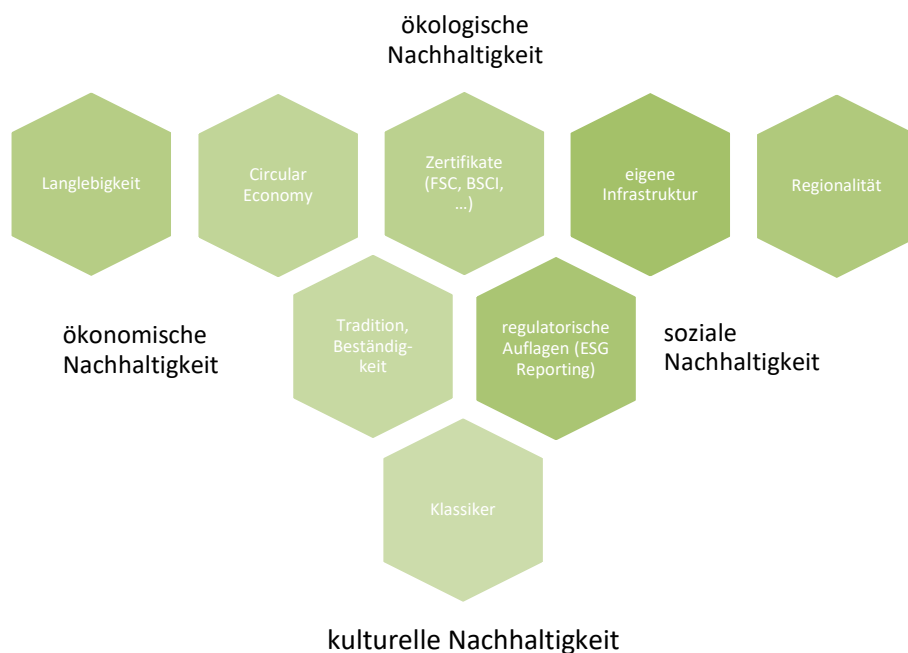 ökologische
Nachhaltigkeit
Langlebigkeit
Circular
Economy
Zertifikate
(FSC, BSCI,
…)
eigene
Infrastruktur
Regionalität
ökonomische
Nachhaltigkeit
Tradition,
Beständig-
keit
regulatorische
Auflagen (ESG
Reporting)
soziale
Nachhaltigkeit
Klassiker
kulturelle Nachhaltigkeit